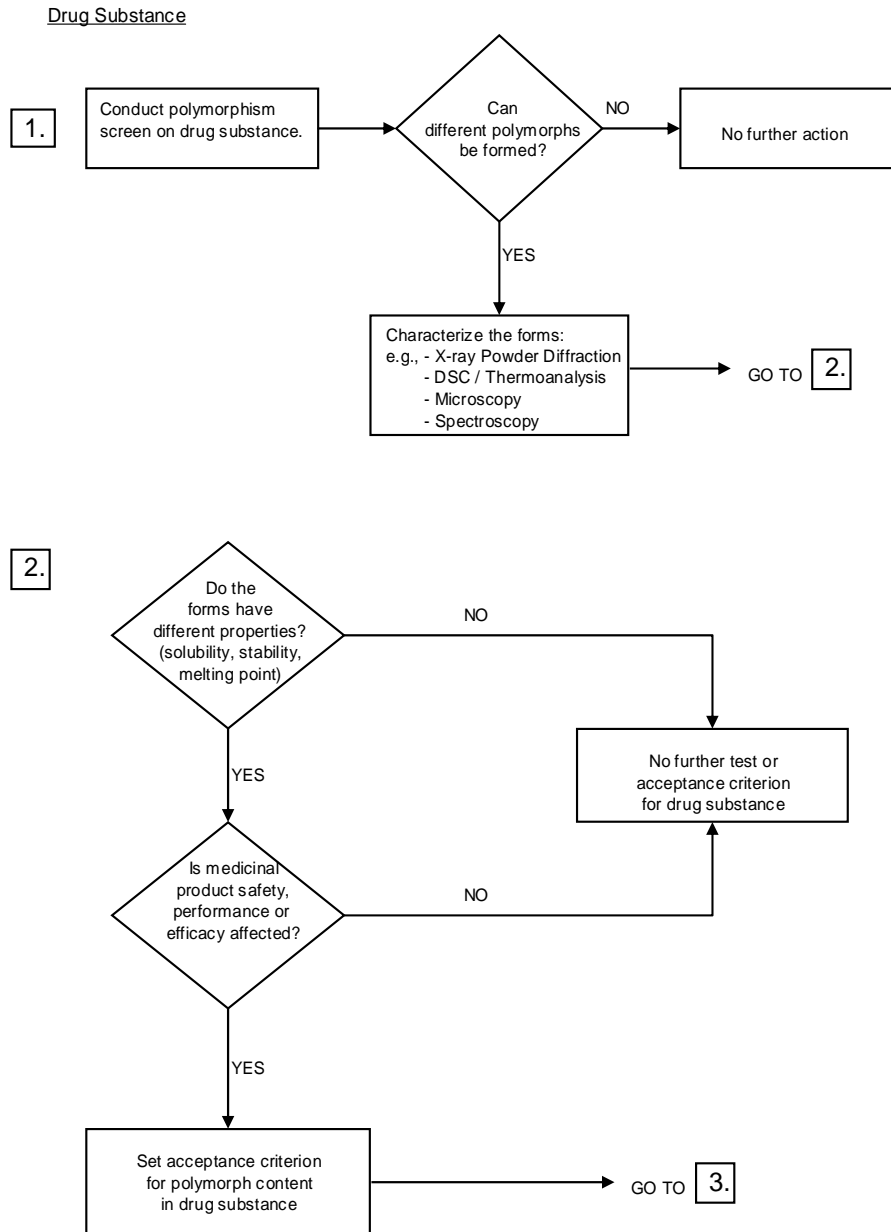 Drug Substance
1.
Conduct polymorphism
screen on drug substance.
Can
different polymorphs
be formed?
NO
No further action
YES
Characterize the forms:
e.g., - X-ray Powder Diffraction
- DSC / Thermoanalysis
- Microscopy
- Spectroscopy
GO TO 2.
2.
Do the
forms have
different properties?
(solubility, stability,
melting point)
NO
No further test or
acceptance criterion
for drug substance
YES
Is medicinal
product safety,
performance or
efficacy affected?
NO
YES
Set acceptance criterion
for polymorph content
in drug substance
GO TO 3.